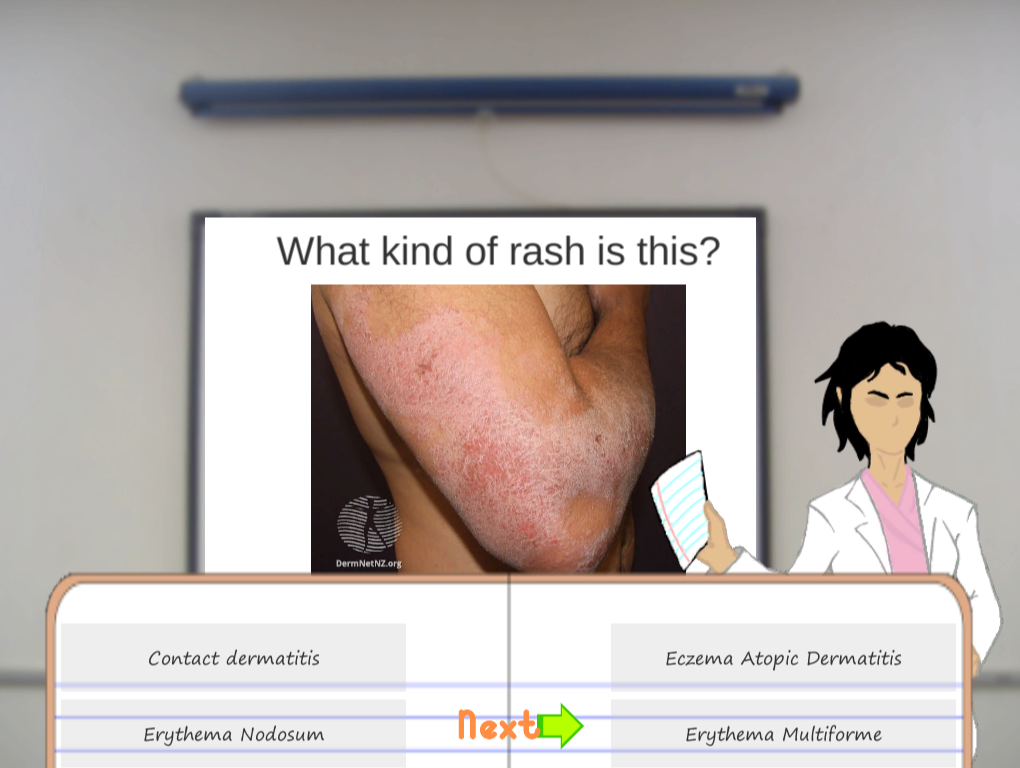 What kind of rash is this?
DermNetNZ.org
Contact dermatitis
Eczema Atopic Dermatitis
Erythema Nodosum
Next
Erythema Multiforme